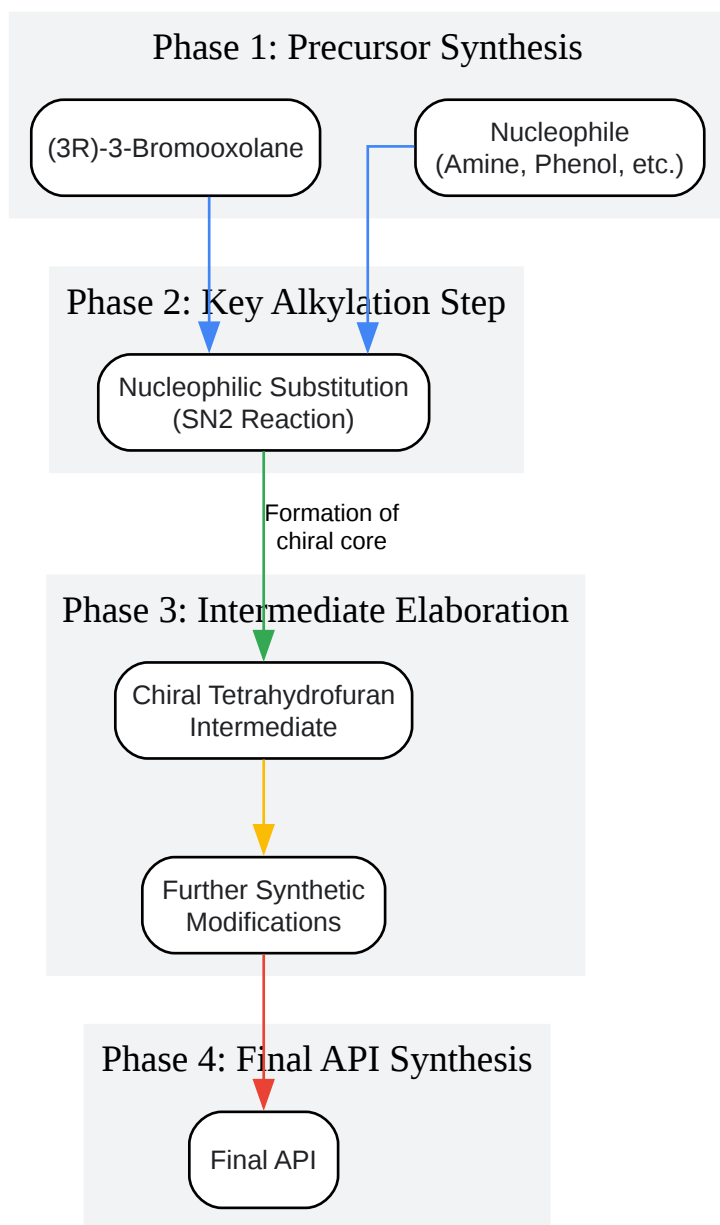 Phase 1: Precursor Synthesis
(3R)-3-Bromooxolane
Nucleophile
(Amine, Phenol, etc.)
Phase 2: Key Alkylation Step
Nucleophilic Substitution
(SN2 Reaction)
Formation of
chiral core
Phase 3: Intermediate Elaboration
Chiral Tetrahydrofuran
Intermediate
Further Synthetic
Modifications
Phase 4: Final API Synthesis
Final API